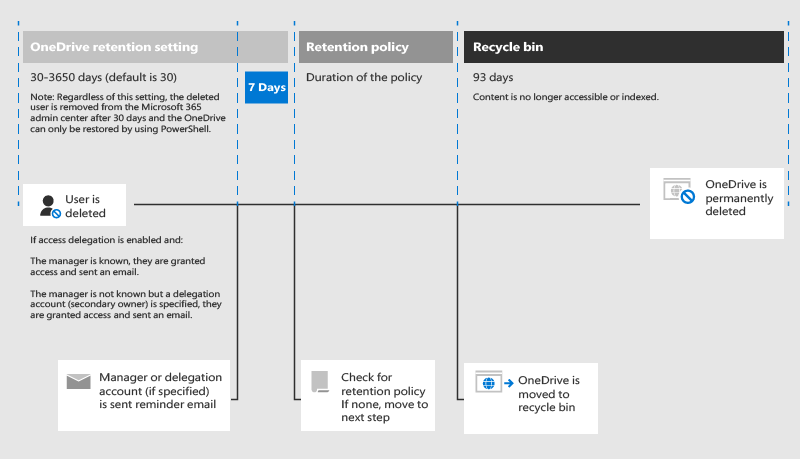 OneDrive retention setting
Retention policy
Recycle bin
30-3650 days (default is 30)
7 Days
Duration of the policy
93 days
Note: Regardless of this setting, the deleted
user is removed from the Microsoft 365
admin center after 30 days and the OneDrive
can only be restored by using PowerShell.
Content is no longer accessible or indexed.
User is
deleted
OneDrive is
permanently
deleted
If access delegation is enabled and:
The manager is known, they are granted
access and sent an email.
The manager is not known but a delegation
account (secondary owner) is specified, they
are granted access and sent an email.
Manager or delegation
account (if specified)
is sent reminder email
Check for
retention policy
If none, move to
next step
OneDrive is
moved to
recycle bin